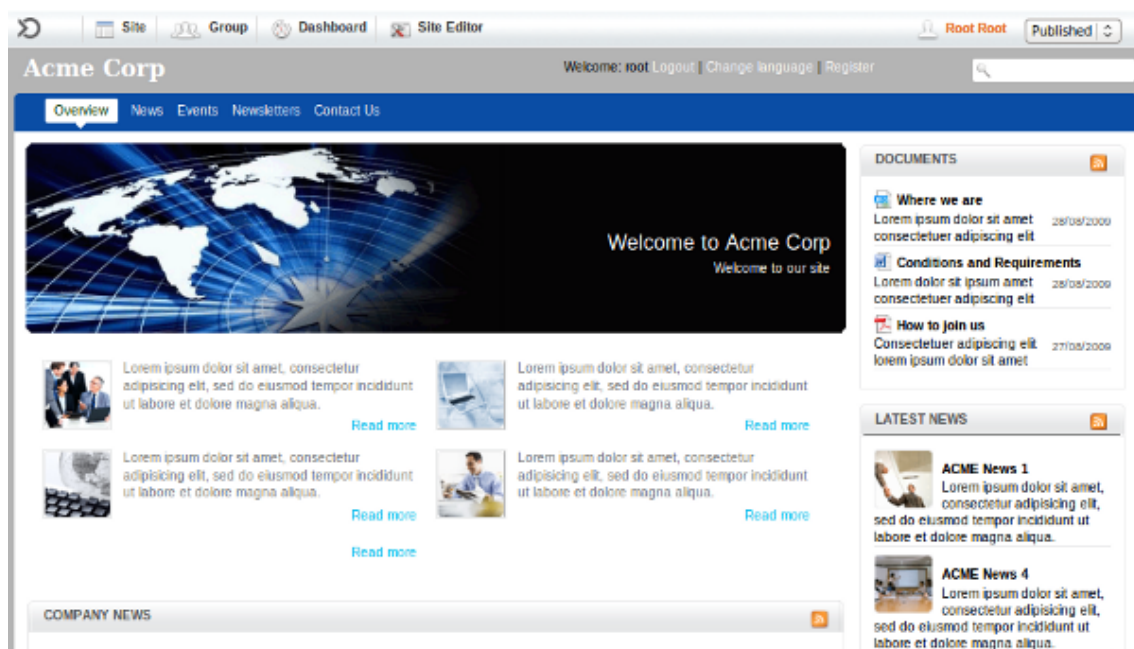 Site Group Dashboard Site Editor Root Root Published
Acme Corp Welcome: root Logout | Change language | Register
Overview News Events Newsletters Contact Us
Welcome to Acme Corp
Welcome to our site
Lorem ipsum dolor sit amet, consectetur
adipisicing elit, sed do eiusmod tempor incididunt
ut labore et dolore magna aliqua.
Read more
Lorem ipsum dolor sit amet, consectetur
adipisicing elit, sed do eiusmod tempor incididunt
ut labore et dolore magna aliqua.
Read more
Lorem ipsum dolor sit amet, consectetur
adipisicing elit, sed do eiusmod tempor incididunt
ut labore et dolore magna aliqua.
Read more
Lorem ipsum dolor sit amet, consectetur
adipisicing elit, sed do eiusmod tempor incididunt
ut labore et dolore magna aliqua.
Read more
Read more
COMPANY NEWS
DOCUMENTS
Where we are
Lorem ipsum dolor sit amet 28/08/2009
consectetuer adipiscing elit
Conditions and Requirements
Lorem dolor sit ipsum amet 28/08/2009
consectetuer adipiscing elit
How to join us
Consectetuer adipiscing elit 27/08/2009
lorem ipsum dolor sit amet
LATEST NEWS
ACME News 1
Lorem ipsum dolor sit amet,
consectetur adipisicing elit,
sed do eiusmod tempor incididunt ut
labore et dolore magna aliqua.
ACME News 4
Lorem ipsum dolor sit amet,
consectetur adipisicing elit,
sed do eiusmod tempor incididunt ut
labore et dolore magna aliqua.